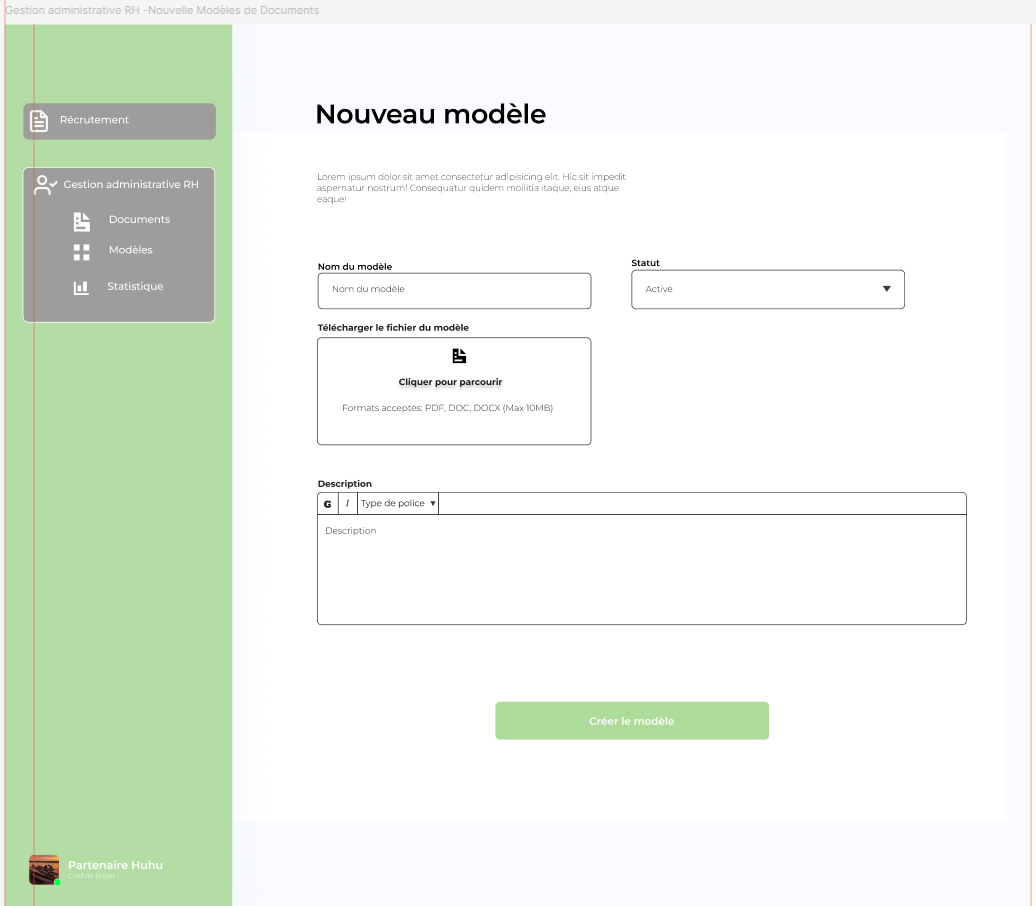 Gestion administrative RH -Nouvelle Modèles de Documents
Récrutement
Gestion administrative RH
Documents
Modèles
Statistique
Partenaire Huhu
Chef de projet
Nouveau modèle
Lorem ipsum dolor sit amet consectetur adipisicing elit. Hic sit impedit
aspernatur nostrum! Consequatur quidem mollitia itaque, eius atque
eaque!
Nom du modèle
Nom du modèle
Statut
Active
Télécharger le fichier du modèle
Cliquer pour parcourir
Formats acceptés: PDF, DOC, DOCX (Max 10MB)
Description
G I Type de police
Description
Créer le modèle